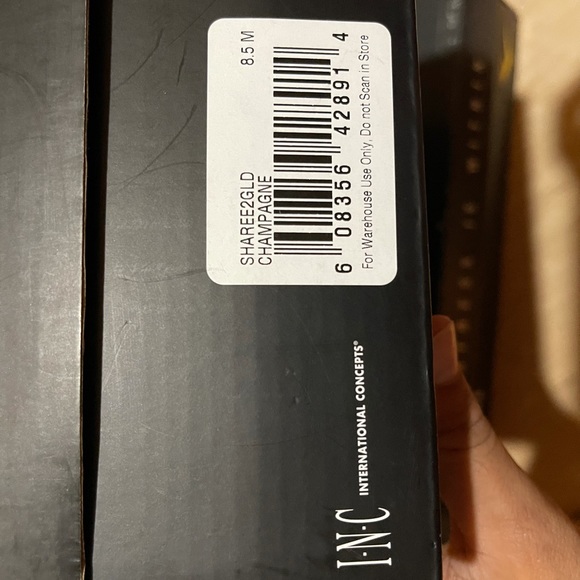 SHAREE2GLD 8.5 M
CHAMPAGNE
6 08356 42891 4
For Warehouse Use Only, Do not Scan in Store
I·N·C INTERNATIONAL CONCEPTS®